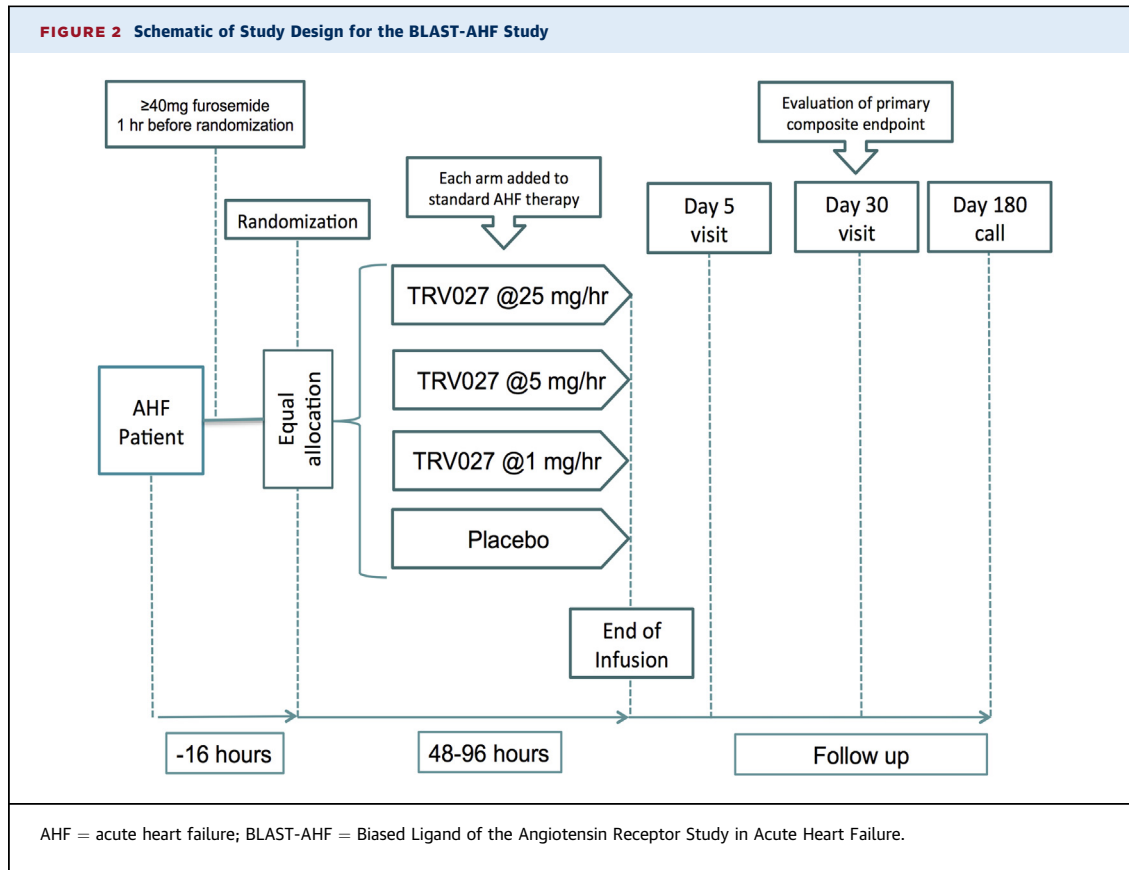 FIGURE 2 Schematic of Study Design for the BLAST-AHF Study
≥40mg furosemide
1 hr before randomization
Evaluation of primary
composite endpoint
Each arm added to
standard AHF therapy
Randomization
Day 5
visit
Day 30
visit
Day 180
call
TRV027 @25 mg/hr
TRV027 @5 mg/hr
AHF
Patient
Equal
allocation
TRV027 @1 mg/hr
Placebo
End of
Infusion
-16 hours
48-96 hours
Follow up
AHF = acute heart failure; BLAST-AHF = Biased Ligand of the Angiotensin Receptor Study in Acute Heart Failure.